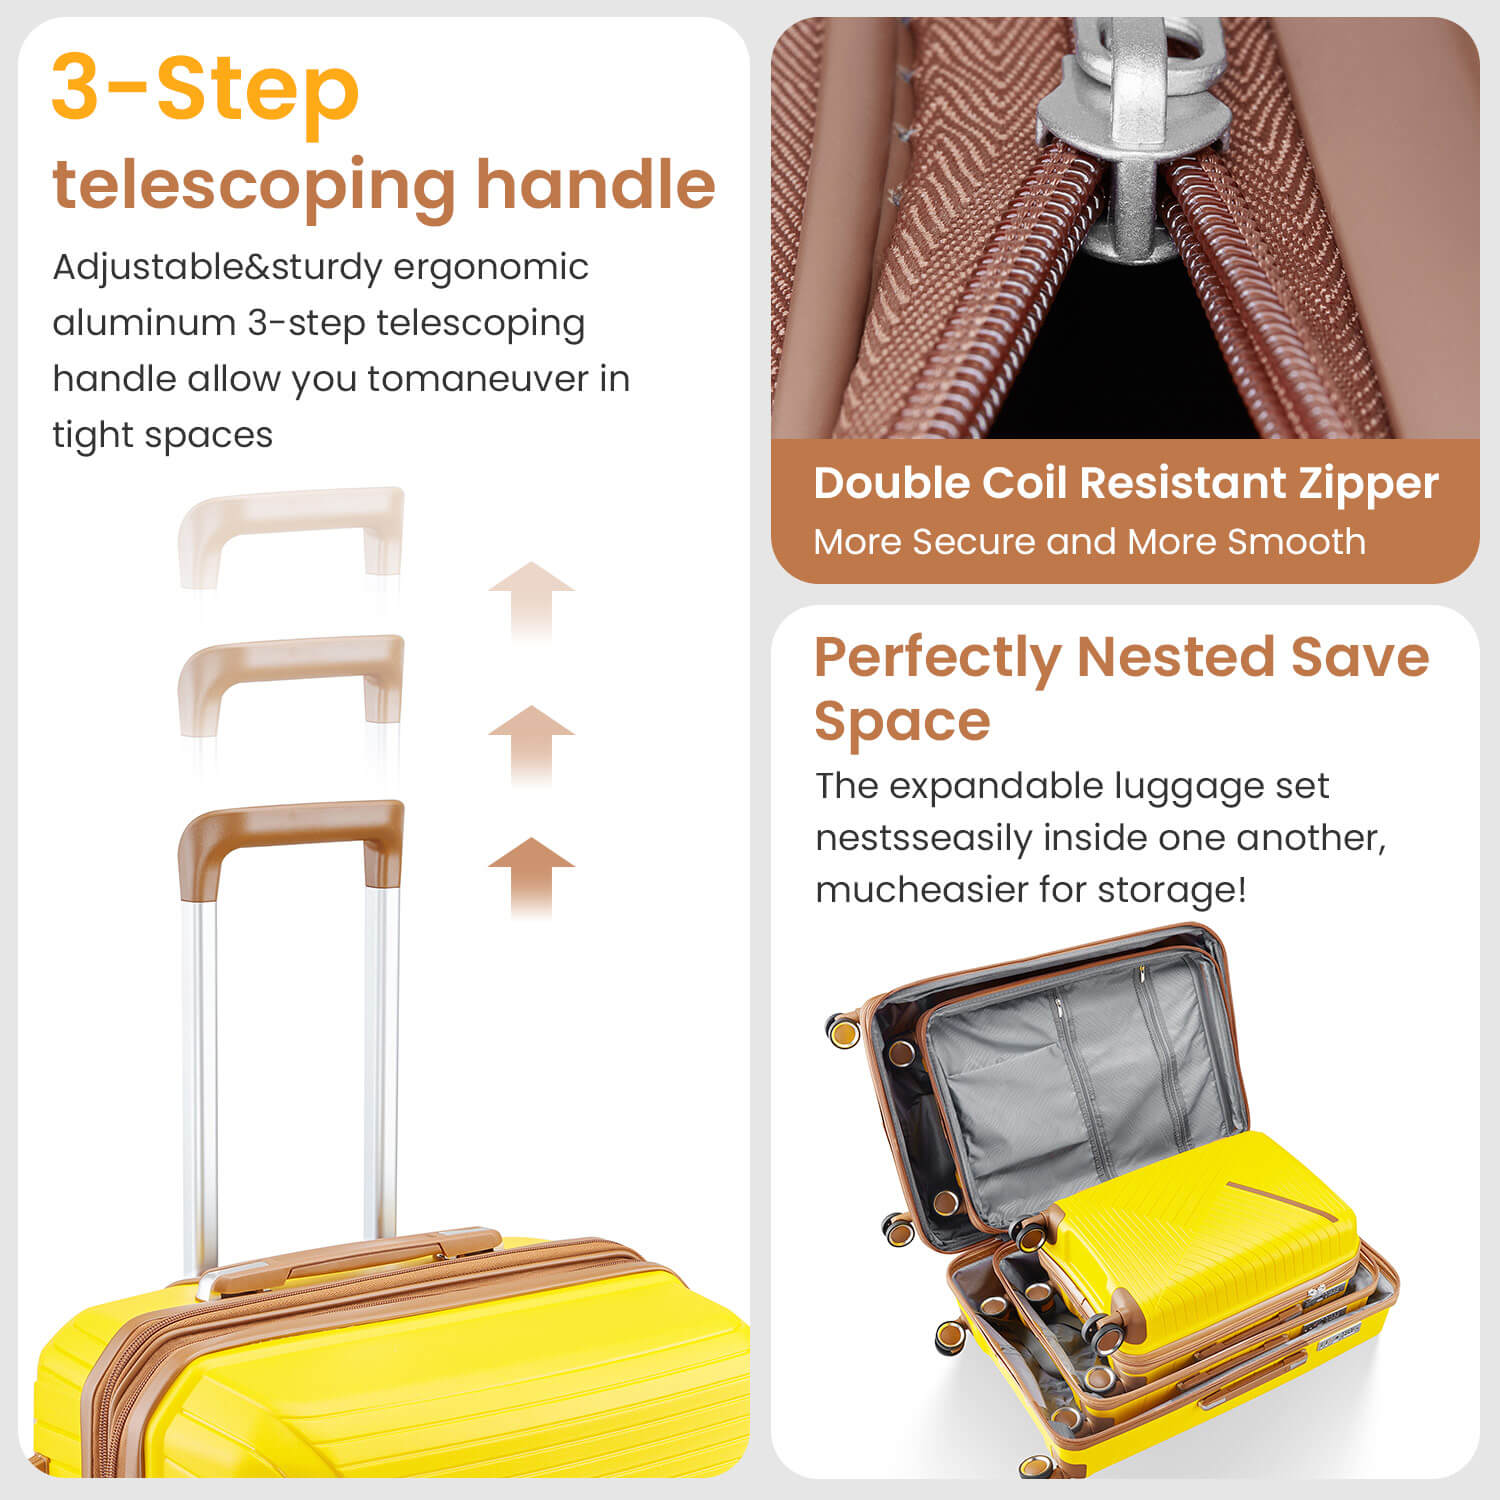 3-Step
telescoping handle
Adjustable&sturdy ergonomic
aluminum 3-step telescoping
handle allow you tomaneuver in
tight spaces
Double Coil Resistant Zipper
More Secure and More Smooth
Perfectly Nested Save
Space
The expandable luggage set
nestsseasily inside one another,
mucheasier for storage!